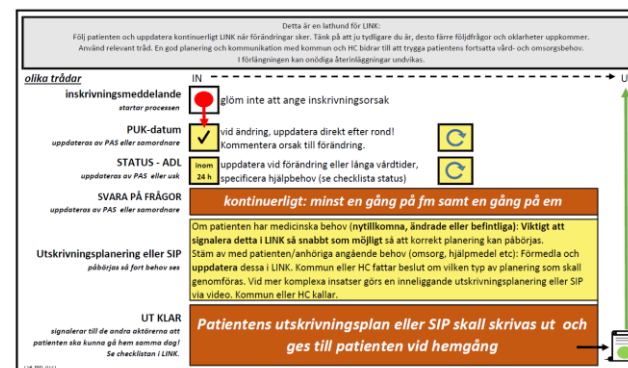 Detta är en lathund för LINK:
Följ patienten och uppdatera kontinuerligt LINK när förändringar sker. Tänk på att ju tydligare du är, desto färre följdfrågor och oklarheter uppkommer.
Använd relevant tråd. En god planering och kommunikation med kommun och HC bidrar till att trygga patientens fortsatta vård- och omsorgsbehov.
I förlängningen kan onödiga återinläggningar undvikas.
olika trådar
IN
U
inskrivningsmeddelande
startar processen
glöm inte att ange inskrivningsorsak
PUK-datum
uppdateras av PAS eller samordnare
vid ändring, uppdatera direkt efter rond!
Kommentera orsak till förändring.
STATUS - ADL
uppdateras av PAS eller usk
inom
24 h
uppdatera vid förändring eller långa vårdtider,
specificera hjälpbehov (se checklista status)
SVARA PÅ FRÅGOR
uppdateras av PAS eller samordnare
kontinuerligt: minst en gång på fm samt en gång på em
Utskrivningsplanering eller SIP
påbörjas så fort behov ses
Om patienten har medicinska behov (nytillkomna, ändrade eller befintliga): Viktigt att
signalera detta i LINK så snabbt som möjligt så att korrekt planering kan påbörjas.
Stäm av med patienten/anhöriga angående behov (omsorg, hjälpmedel etc): Förmedla och
uppdatera dessa i LINK. Kommun eller HC fattar beslut om vilken typ av planering som skall
genomföras. Vid mer komplexa insatser görs en inneliggande utskrivningsplanering eller SIP
via video. Kommun eller HC kallar.
UT KLAR
signalerar till de andra aktörerna att
patienten ska kunna gå hem samma dag!
Se checklistan i LINK.
Patientens utskrivningsplan eller SIP skall skrivas ut och
ges till patienten vid hemgång